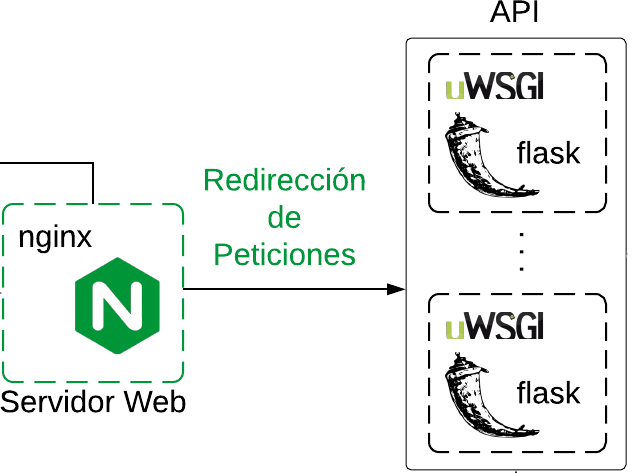 API
uWSGI
flask
Redirección
de
Peticiones
nginx
N
Servidor Web
uWSGI
flask